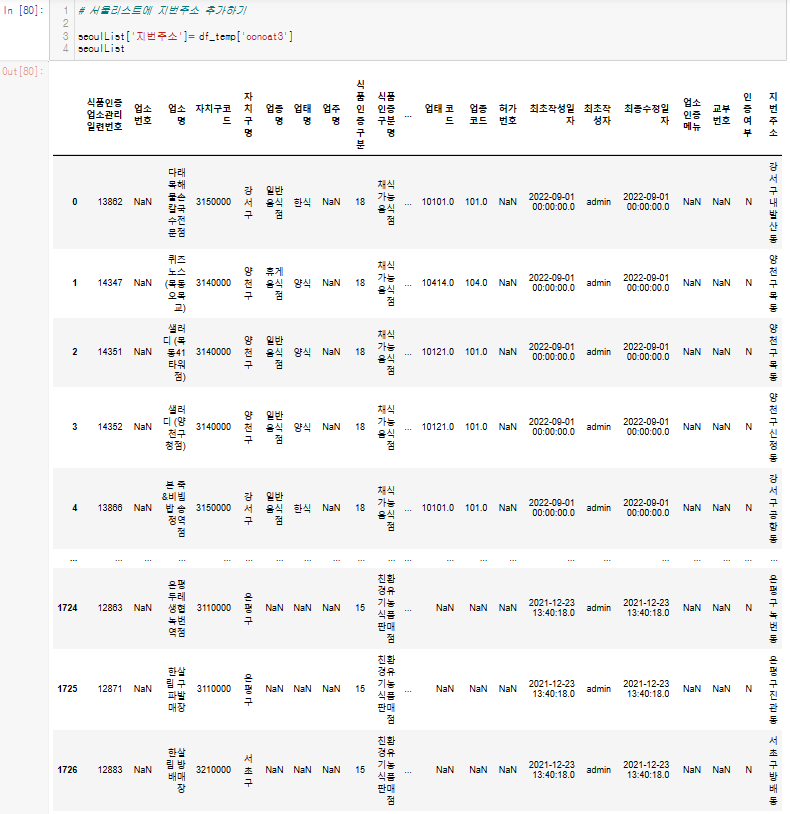 In [80]:
1 # 서울리스트에 지번주소 추가하기
2
3 seoulList['지번주소']= df_temp['concat3']
4 seoulList
Out[80]:
식품인증업소관리일련번호 업소번호 업소명 자치구코드 자치구명 업종명 업태명 업주명 식품인증구분 식품인증구분명 ... 업태 코드 업종코드 허가번호 최초작성일자 최초작성자 최종수정일자 업소인증메뉴 교부번호 인증여부 지번주소
0 13862 NaN 다래목해물손칼국수전문점 3150000 강서구 일반음식점 한식 NaN 18 채식가능음식점 ... 10101.0 101.0 NaN 2022-09-01 00:00:00.0 admin 2022-09-01 00:00:00.0 NaN NaN N 강서구내발산동
1 14347 NaN 퀴즈노스(목동오목교) 3140000 양천구 휴게음식점 양식 NaN 18 채식가능음식점 ... 10414.0 104.0 NaN 2022-09-01 00:00:00.0 admin 2022-09-01 00:00:00.0 NaN NaN N 양천구목동
2 14351 NaN 샐러디 (목동41타워점) 3140000 양천구 일반음식점 양식 NaN 18 채식가능음식점 ... 10121.0 101.0 NaN 2022-09-01 00:00:00.0 admin 2022-09-01 00:00:00.0 NaN NaN N 양천구목동
3 14352 NaN 샐러디 (양천구청점) 3140000 양천구 일반음식점 양식 NaN 18 채식가능음식점 ... 10121.0 101.0 NaN 2022-09-01 00:00:00.0 admin 2022-09-01 00:00:00.0 NaN NaN N 양천구신정동
4 13866 NaN 본 죽&비빔밥 송정역점 3150000 강서구 일반음식점 한식 NaN 18 채식가능음식점 ... 10101.0 101.0 NaN 2022-09-01 00:00:00.0 admin 2022-09-01 00:00:00.0 NaN NaN N 강서구공항동
... ... ... ... ... ... ... ... ... ... ... ... ... ... ... ... ... ... ... ... ... ...
1724 12863 NaN 은평두레생협녹번역점 3110000 은평구 NaN NaN NaN 15 친환경유기농식품판매점 ... NaN NaN NaN 2021-12-23 13:40:18.0 admin 2021-12-23 13:40:18.0 NaN NaN N 은평구녹번동
1725 12871 NaN 한살림 구파발매장 3110000 은평구 NaN NaN NaN 15 친환경유기농식품판매점 ... NaN NaN NaN 2021-12-23 13:40:18.0 admin 2021-12-23 13:40:18.0 NaN NaN N 은평구진관동
1726 12883 NaN 한살림 방배매장 3210000 서초구 NaN NaN NaN 15 친환경유기농식품판매점 ... NaN NaN NaN 2021-12-23 13:40:18.0 admin 2021-12-23 13:40:18.0 NaN NaN N 서초구방배동